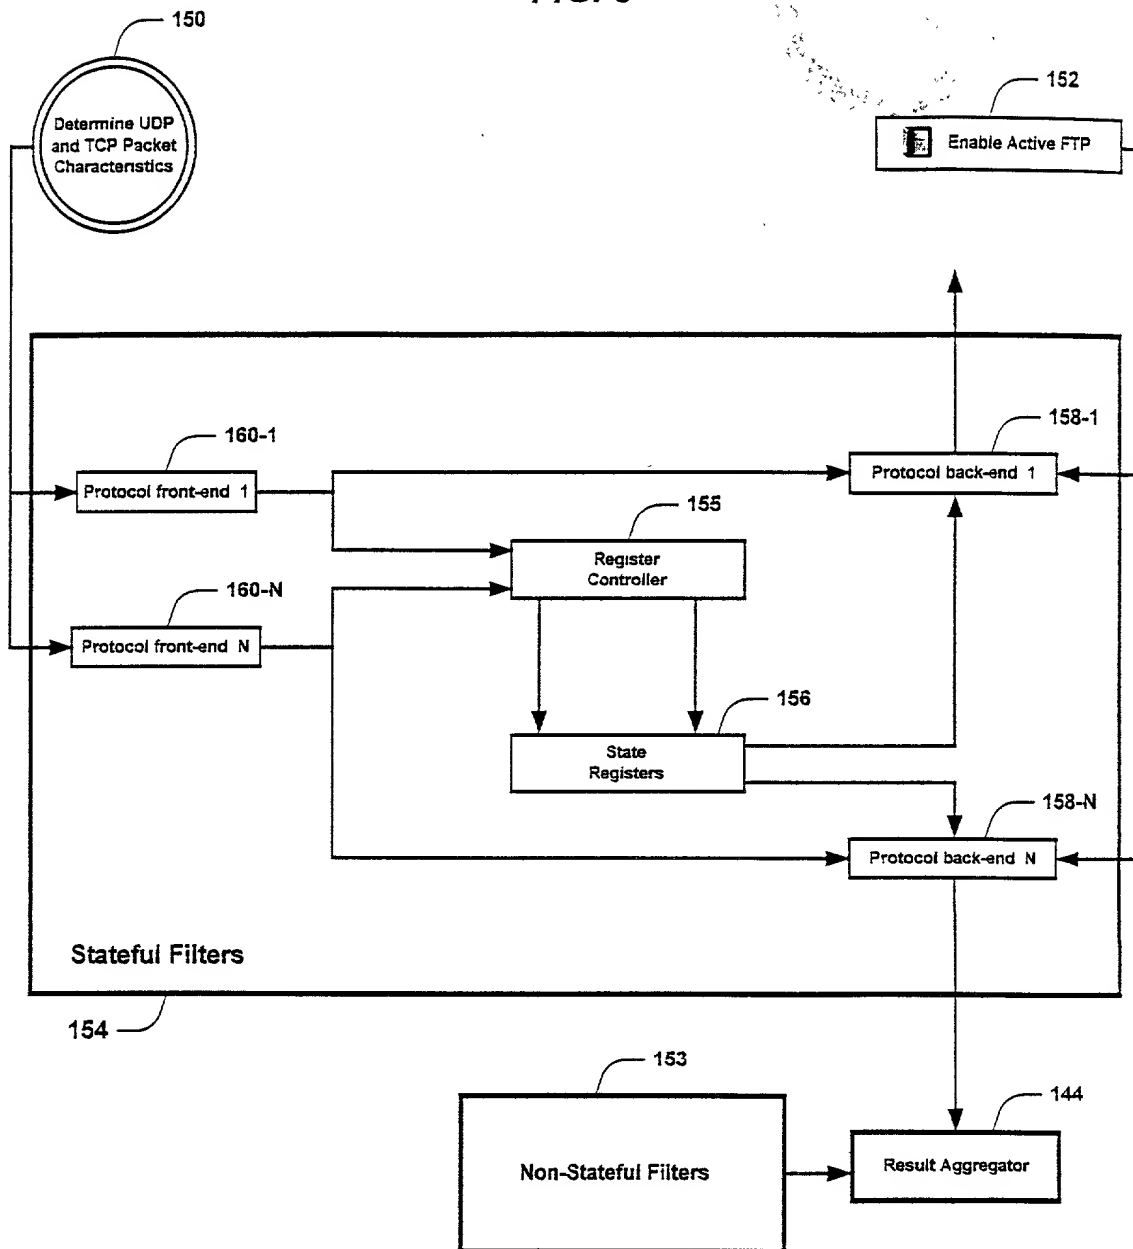 150
Determine UDP
and TCP Packet
Characteristics
152
Enable Active FTP
160-1
Protocol front-end 1
158-1
Protocol back-end 1
155
Register
Controller
160-N
Protocol front-end N
156
State
Registers
158-N
Protocol back-end N
Stateful Filters
154
153
Non-Stateful Filters
144
Result Aggregator